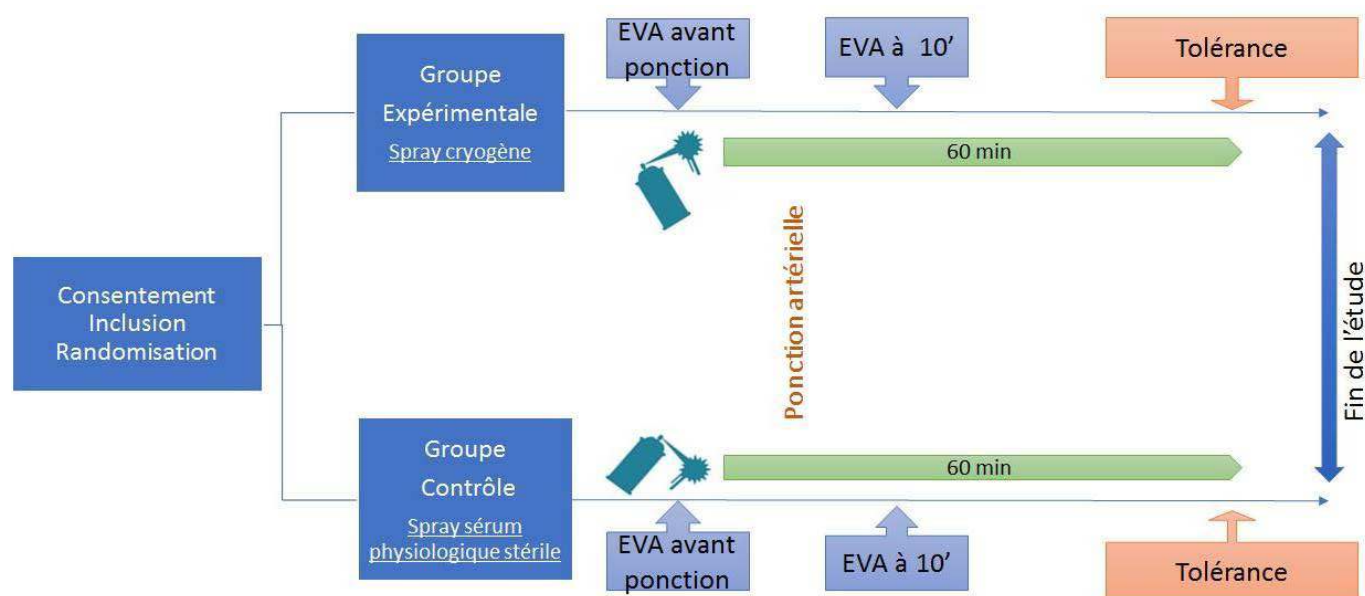 Consentement
Inclusion
Randomisation
Groupe
Expérimentale
Spray cryogène
EVA avant
ponction
EVA à 10’
Tolérance
60 min
Ponction artérielle
Fin de l’étude
Groupe
Contrôle
Spray sérum
physiologique stérile
60 min
EVA avant
ponction
EVA à 10’
Tolérance